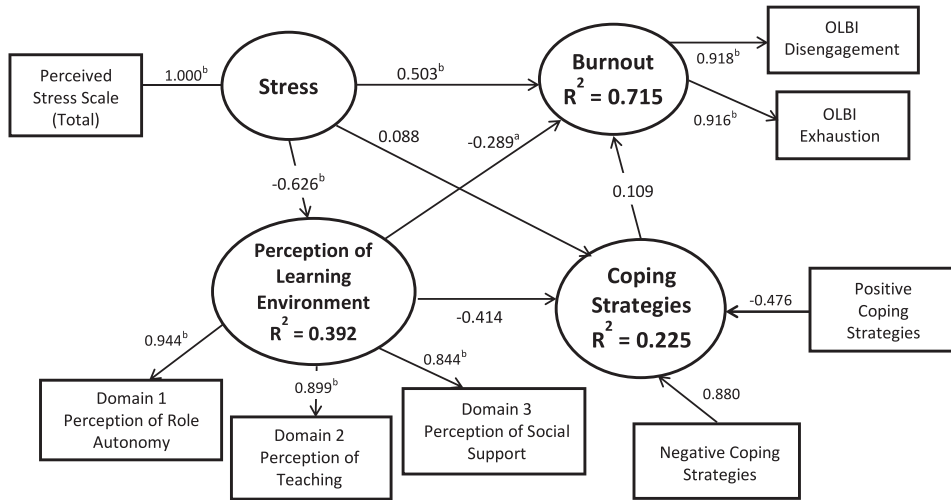 Perceived
Stress Scale
(Total)
1.000b
Stress
0.503b
Burnout
R2 = 0.715
0.918b
OLBI
Disengagement
0.916b
OLBI
Exhaustion
0.088
-0.289a
-0.626b
0.109
Perception of
Learning
Environment
R2 = 0.392
-0.414
Coping
Strategies
R2 = 0.225
-0.476
Positive
Coping
Strategies
0.944b
0.899b
0.844b
0.880
Domain 1
Perception of Role
Autonomy
Domain 2
Perception of
Teaching
Domain 3
Perception of Social
Support
Negative Coping
Strategies